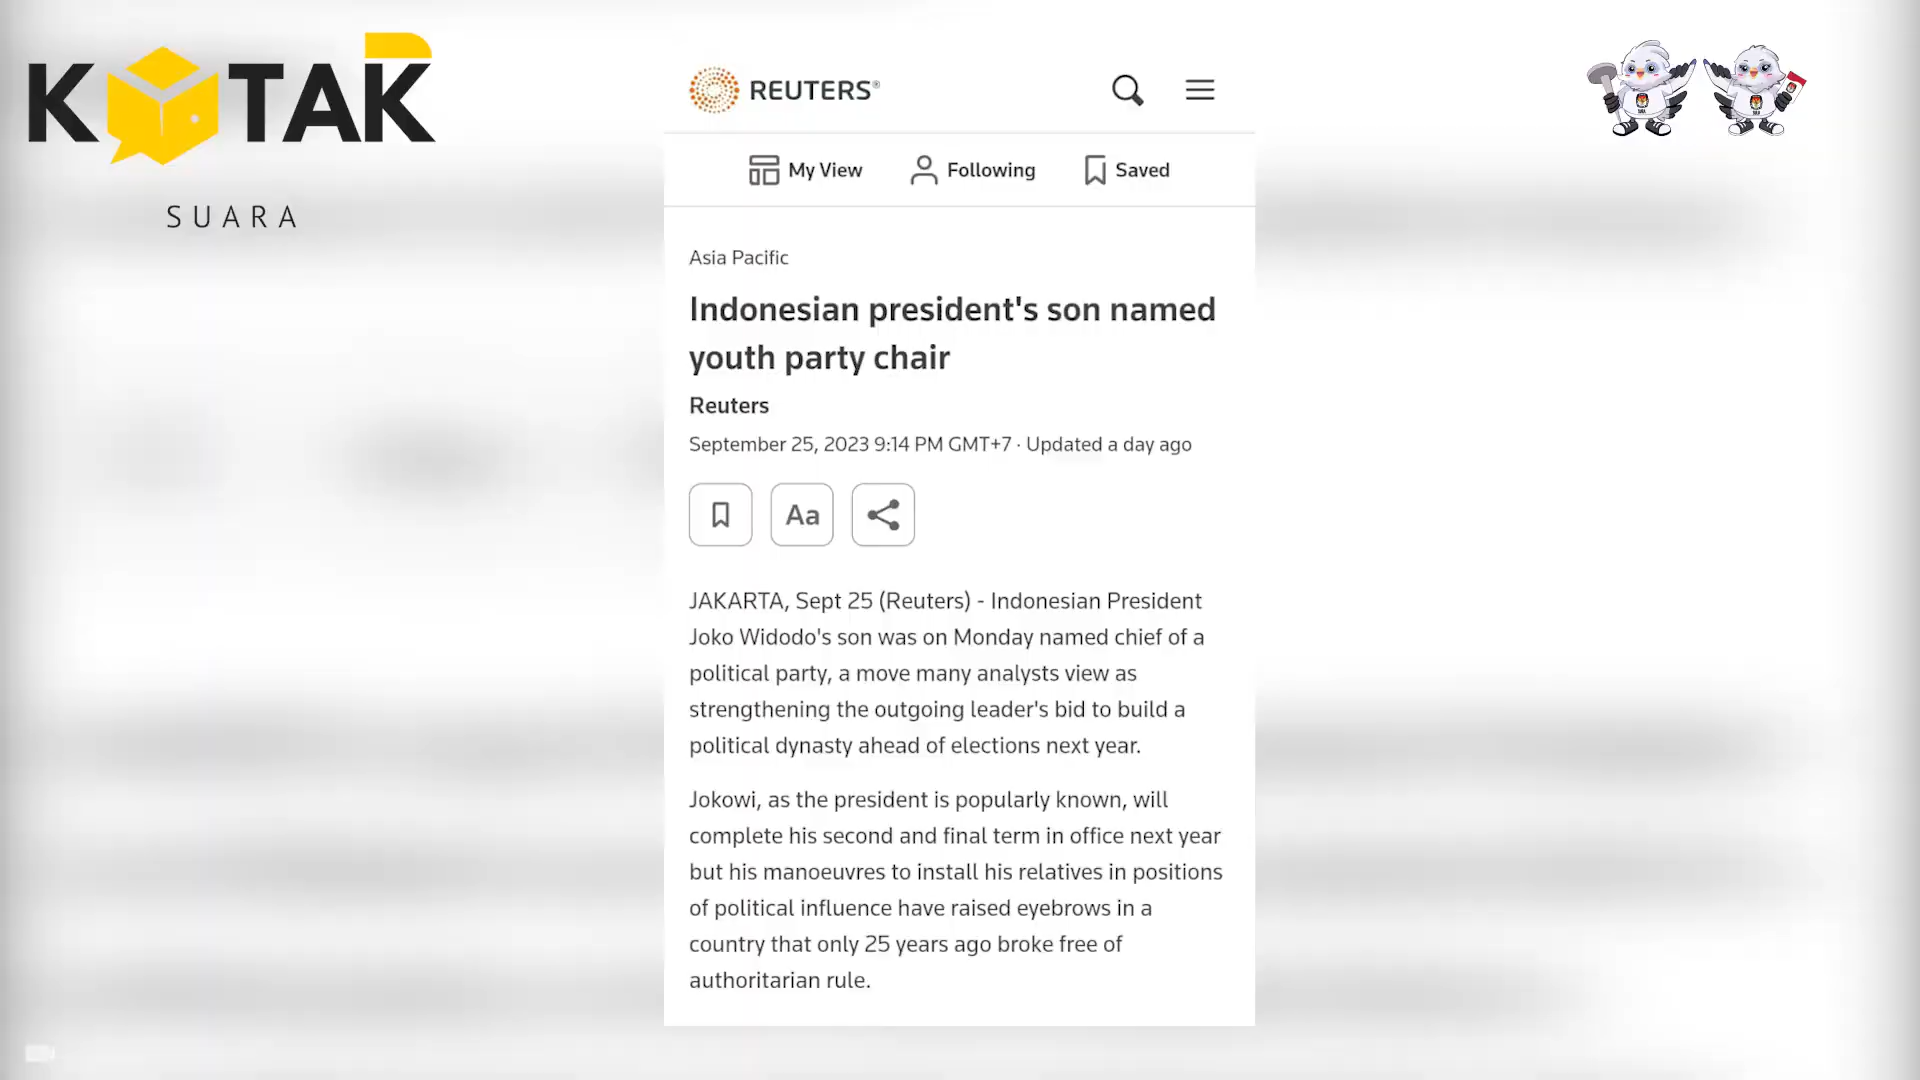 KOTAK
SUARA
REUTERS®
My View
Following
Saved
Asia Pacific
Indonesian president's son named
youth party chair
Reuters
September 25, 2023 9:14 PM GMT+7 · Updated a day ago
Aa
JAKARTA, Sept 25 (Reuters) - Indonesian President
Joko Widodo's son was on Monday named chief of a
political party, a move many analysts view as
strengthening the outgoing leader's bid to build a
political dynasty ahead of elections next year.
Jokowi, as the president is popularly known, will
complete his second and final term in office next year
but his manoeuvres to install his relatives in positions
of political influence have raised eyebrows in a
country that only 25 years ago broke free of
authoritarian rule.